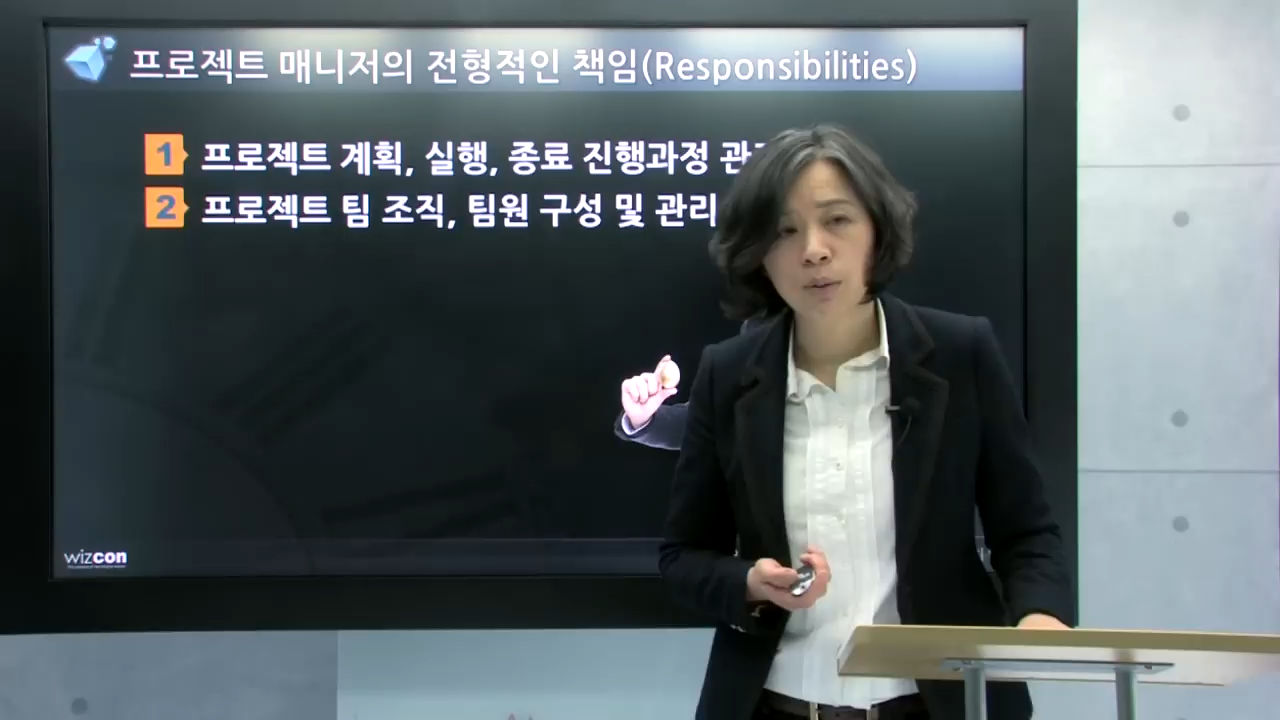 프로젝트 매니저의 전형적인 책임(Responsibilities)
1 프로젝트 계획, 실행, 종료 진행과정
2 프로젝트 팀 조직, 팀원 구성 및 관리
wizcon